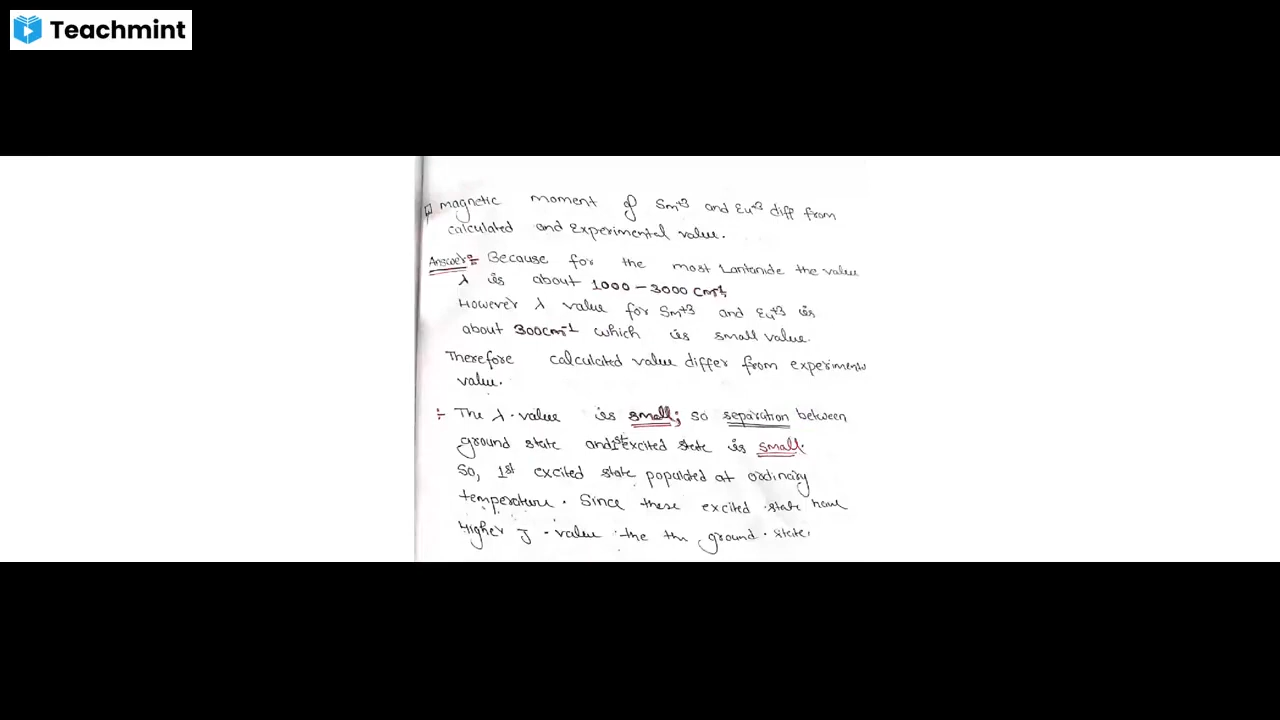 Teachmint
magnetic moment of Sm+3 and Eu+3 diff from
calculated and Experimental value.
Answer:- Because for the most Lantanide the value
λ is about 1000 - 3000 cm-1.
However λ value for Sm+3 and Eu+3 is
about 300cm-1 which is small value.
Therefore calculated value differ from experimental
value.
÷ The λ-value is small; so separation between
ground state and 1st excited state is small.
So, 1st excited state populated at ordinary
temperature. Since these excited state have
Higher J-value the ground state.